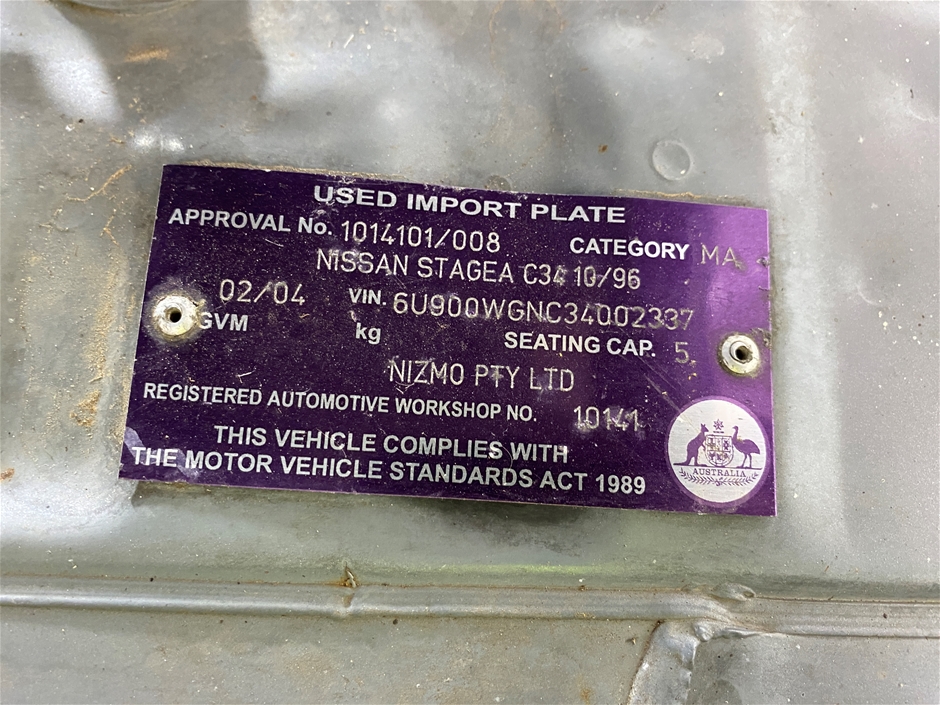 USED IMPORT PLATE
APPROVAL No. 1014101/008 CATEGORY MA
NISSAN STAGEA C34 10/96
02/04 VIN. 6U900WGNC34002337
GVM kg SEATING CAP. 5
NIZMO PTY LTD
REGISTERED AUTOMOTIVE WORKSHOP NO. 10141
THIS VEHICLE COMPLIES WITH
THE MOTOR VEHICLE STANDARDS ACT 1989
AUSTRALIA